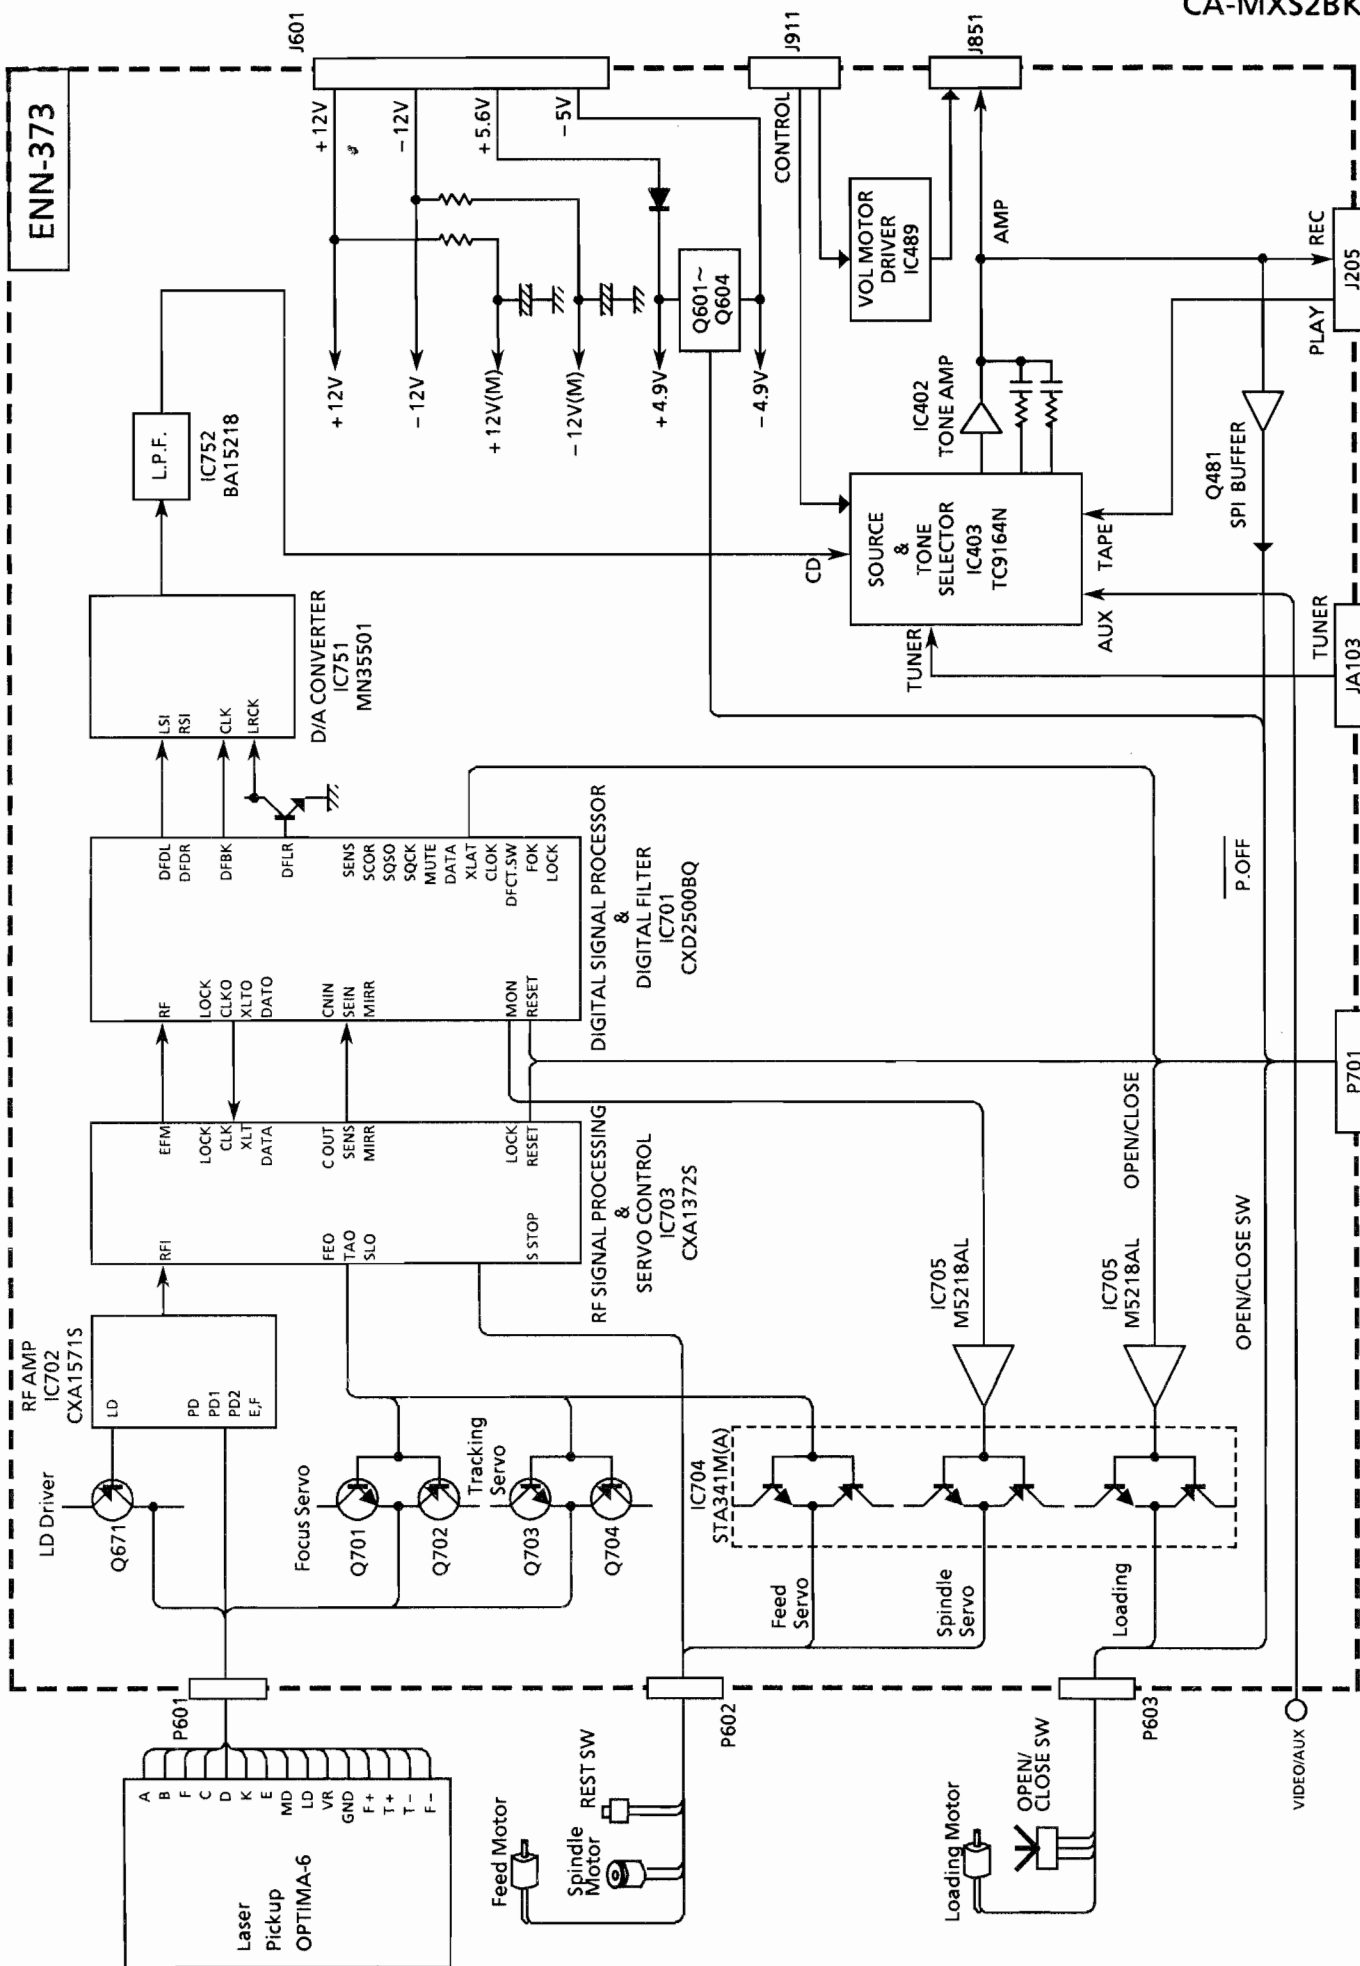 CA-MXS2BK
ENN-373
Laser
Pickup
OPTIMA-6
A
B
F
C
D
K
E
MD
LD
VR
GND
F+
T+
T-
F-
P601
LD Driver
Q671
RF AMP
IC702
CXA1571S
LD
PD
PD1
PD2
E,F
RFI
FEO
TAO
SLO
S STOP
EFM
LOCK
CLK
XLT
DATA
C OUT
SENS
MIRR
LOCK
RESET
RF SIGNAL PROCESSING
&
SERVO CONTROL
IC703
CXA1372S
RF
LOCK
CLKO
XLTO
DATO
CNIN
SEIN
MIRR
MON
RESET
DFDL
DFDR
DFBK
DFLR
SENS
SCOR
SQSO
SQCK
MUTE
DATA
XLAT
CLOK
DFCT.SW
FOK
LOCK
DIGITAL SIGNAL PROCESSOR
&
DIGITAL FILTER
IC701
CXD2500BQ
LSI
RSI
CLK
LRCK
D/A CONVERTER
IC751
MN35501
L.P.F.
IC752
BA15218
Focus Servo
Q701
Q702
Tracking
Servo
Q703
Q704
J601
+12V
-12V
+5.6V
-5V
+12V
-12V
+12V(M)
-12V(M)
+4.9V
-4.9V
Q601~
Q604
J911
CONTROL
VOL MOTOR
DRIVER
IC489
J851
AMP
IC402
TONE AMP
CD
SOURCE
&
TONE
SELECTOR
IC403
TC9164N
TUNER
AUX
TAPE
Q481
SPI BUFFER
PLAY
REC
J205
TUNER
JA103
P.OFF
P701
OPEN/CLOSE
OPEN/CLOSE SW
IC705
M5218AL
IC705
M5218AL
IC704
STA341M(A)
Feed
Servo
Spindle
Servo
Loading
P602
Feed Motor
Spindle
Motor
REST SW
P603
Loading Motor
OPEN/
CLOSE SW
VIDEO/AUX